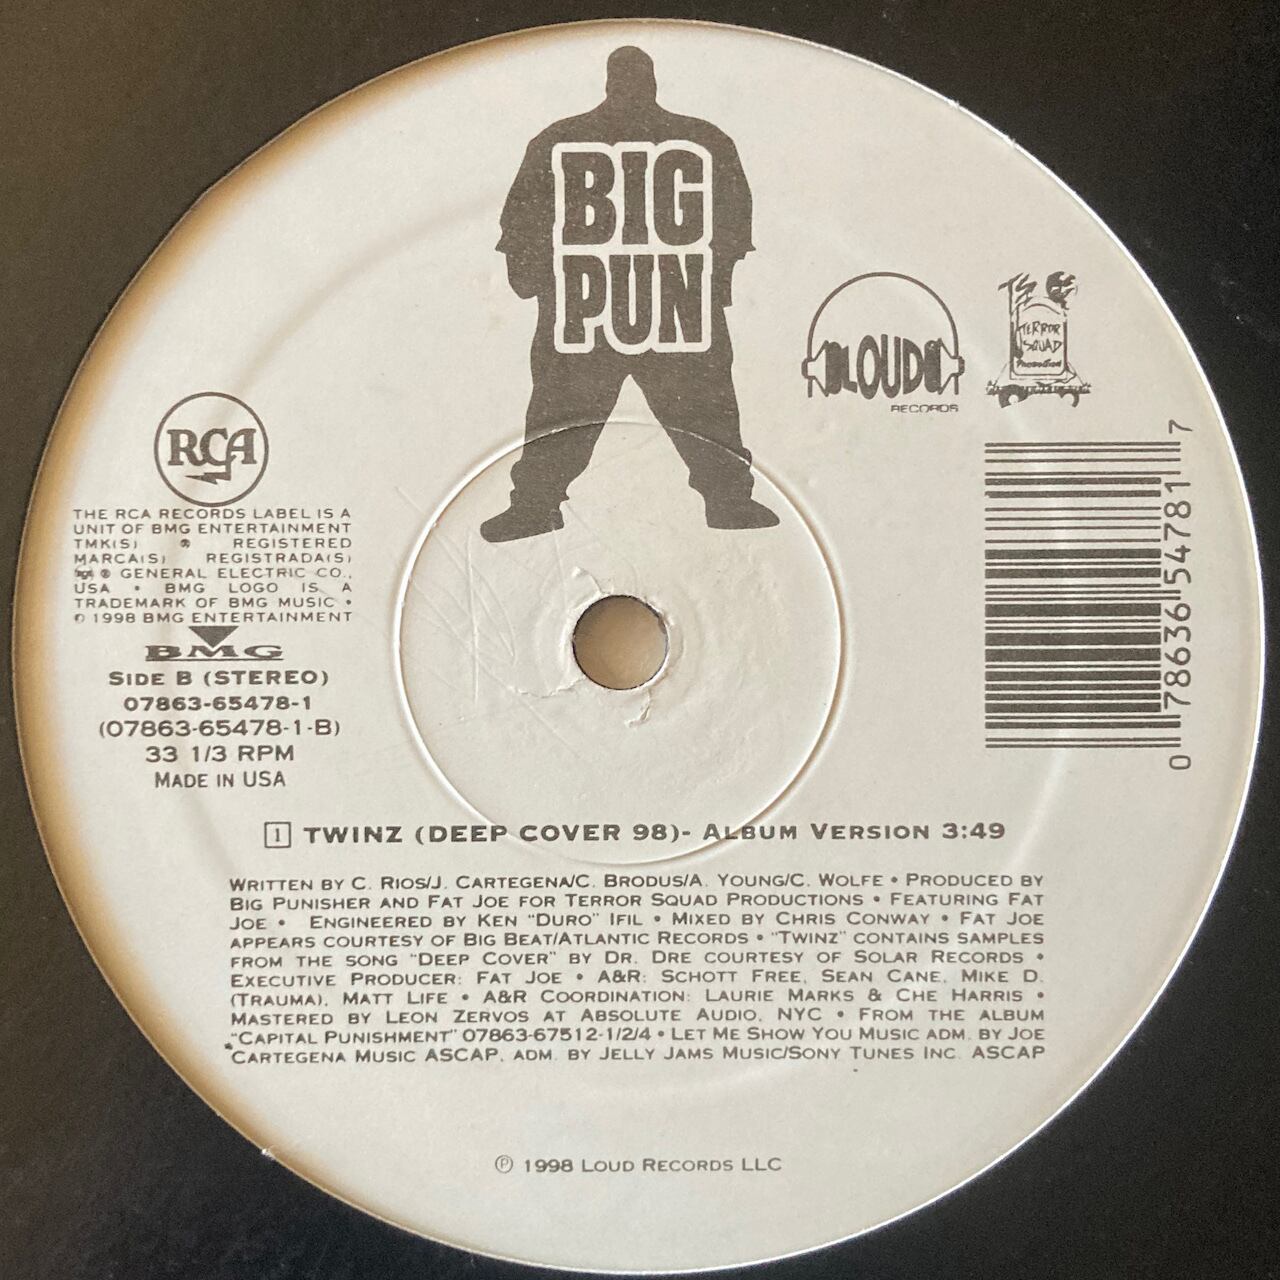 BIG
PUN
LOUD
RECORDS
TS
TERROR
SQUAD
PRODUCTION
RCA
THE RCA RECORDS LABEL IS A
UNIT OF BMG ENTERTAINMENT
TMK(S) ® REGISTERED
MARCA(S) REGISTRADA(S)
® GENERAL ELECTRIC CO.,
USA • BMG LOGO IS A
TRADEMARK OF BMG MUSIC •
© 1998 BMG ENTERTAINMENT
BMG
SIDE B (STEREO)
07863-65478-1
(07863-65478-1-B)
33 1/3 RPM
MADE IN USA
0 78636 54781 7
1 TWINZ (DEEP COVER 98)- ALBUM VERSION 3:49
WRITTEN BY C. RIOS/J. CARTEGENA/C. BRODUS/A. YOUNG/C. WOLFE • PRODUCED BY
BIG PUNISHER AND FAT JOE FOR TERROR SQUAD PRODUCTIONS • FEATURING FAT
JOE • ENGINEERED BY KEN "DURO" IFIL • MIXED BY CHRIS CONWAY • FAT JOE
APPEARS COURTESY OF BIG BEAT/ATLANTIC RECORDS • "TWINZ" CONTAINS SAMPLES
FROM THE SONG "DEEP COVER" BY DR. DRE COURTESY OF SOLAR RECORDS •
EXECUTIVE PRODUCER: FAT JOE • A&R: SCHOTT FREE, SEAN CANE, MIKE D.
(TRAUMA), MATT LIFE • A&R COORDINATION: LAURIE MARKS & CHE HARRIS •
MASTERED BY LEON ZERVOS AT ABSOLUTE AUDIO, NYC • FROM THE ALBUM
"CAPITAL PUNISHMENT" 07863-67512-1/2/4 • LET ME SHOW YOU MUSIC ADM. BY JOE
CARTEGENA MUSIC ASCAP, ADM. BY JELLY JAMS MUSIC/SONY TUNES INC. ASCAP
℗ 1998 LOUD RECORDS LLC